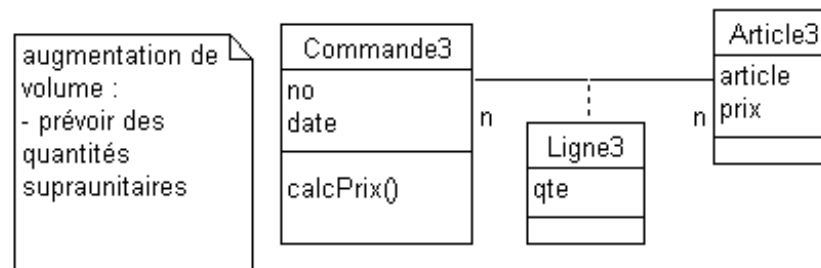 augmentation de
volume :
- prévoir des
quantités
supraunitaires
Commande3
no
date
calcPrix()
n
n
Ligne3
qte
Article3
article
prix